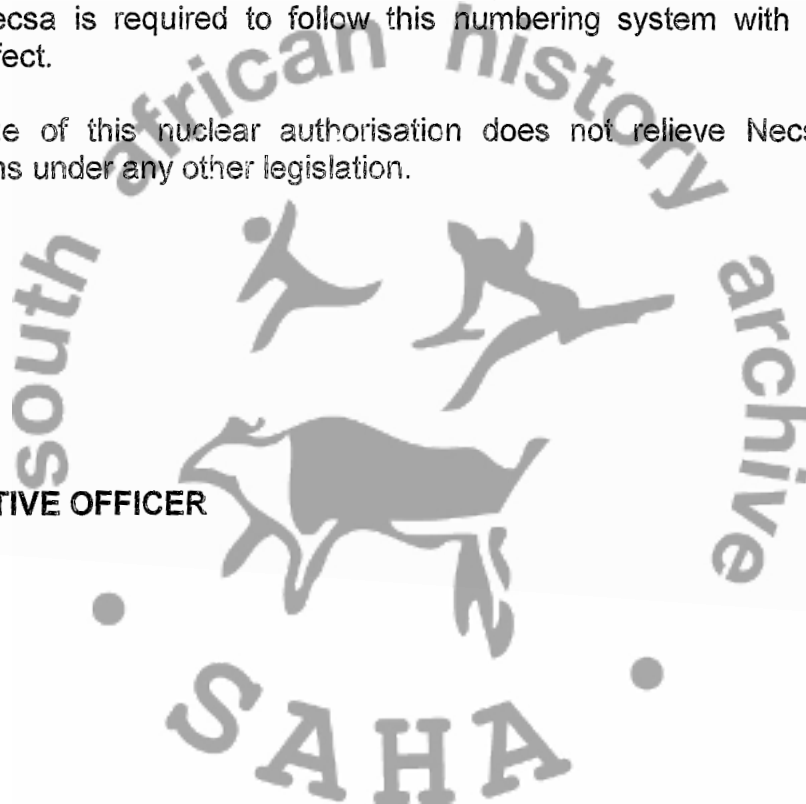 ecsa is required to follow this numbering system with
fect.
e of this nuclear authorisation does not relieve Necs
ns under any other legislation.
TIVE OFFICER
south african history archive
SAHA